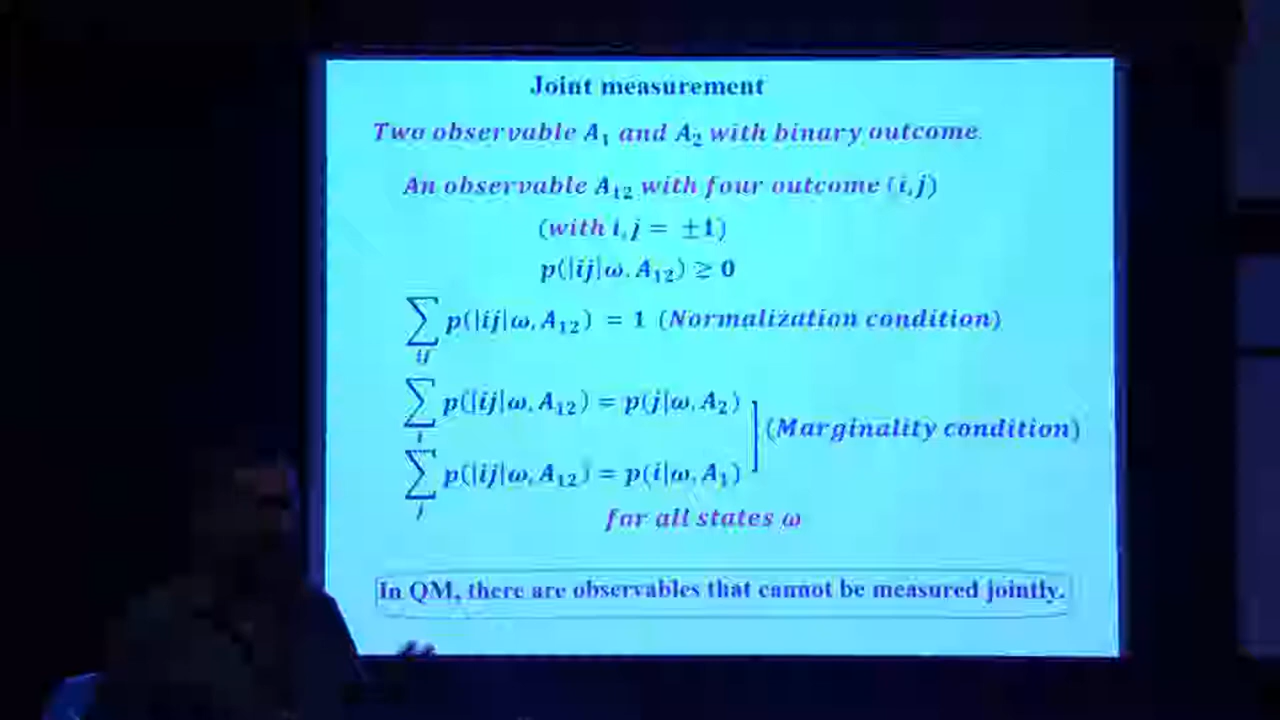 Joint measurement
Two observable A₁ and A₂ with binary outcome.
An observable A₁₂ with four outcome (i,j)
(with i,j = ±1)
p(|ij|ω, A₁₂) ≥ 0
∑ p(|ij|ω, A₁₂) = 1 (Normalization condition)
ij
∑ p(|ij|ω, A₁₂) = p(j|ω, A₂)
i
(Marginality condition)
∑ p(|ij|ω, A₁₂) = p(i|ω, A₁)
j
for all states ω
In QM, there are observables that cannot be measured jointly.